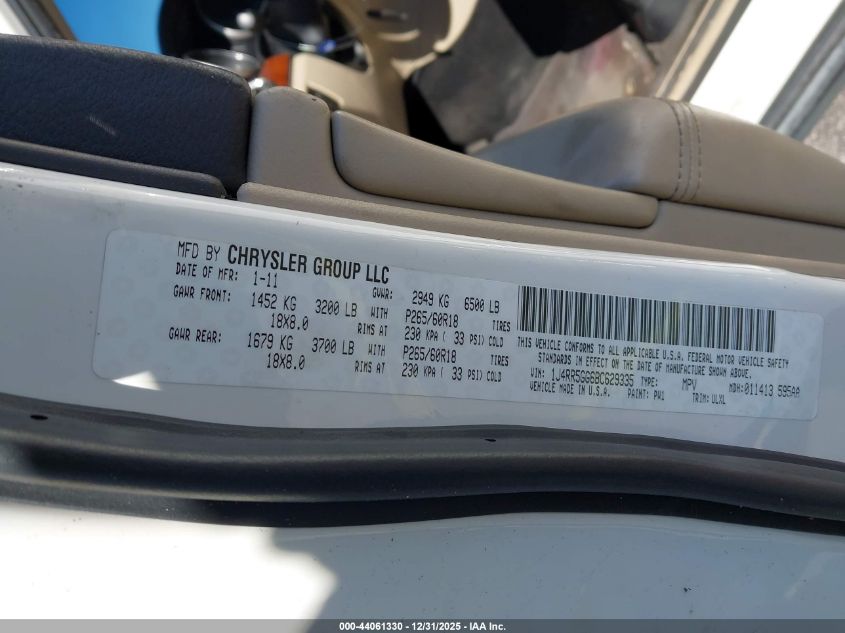 MFD BY CHRYSLER GROUP LLC
DATE OF MFR: 1-11 GVWR: 2949 KG 6500 LB
GAWR FRONT: 1452 KG 3200 LB WITH P265/60R18 TIRES
18X8.0 RIMS AT 230 KPA ( 33 PSI) COLD
GAWR REAR: 1679 KG 3700 LB WITH P265/60R18 TIRES
18X8.0 RIMS AT 230 KPA ( 33 PSI) COLD
THIS VEHICLE CONFORMS TO ALL APPLICABLE U.S.A. FEDERAL MOTOR VEHICLE SAFETY
STANDARDS IN EFFECT ON THE DATE OF MANUFACTURE SHOWN ABOVE.
VIN: 1J4RR5GG6BC629335 TYPE: MPV MDH:011413 595AA
VEHICLE MADE IN U.S.A. PAINT: PW1 TRIM: ULXL
000-44061330 - 12/31/2025 - IAA Inc.